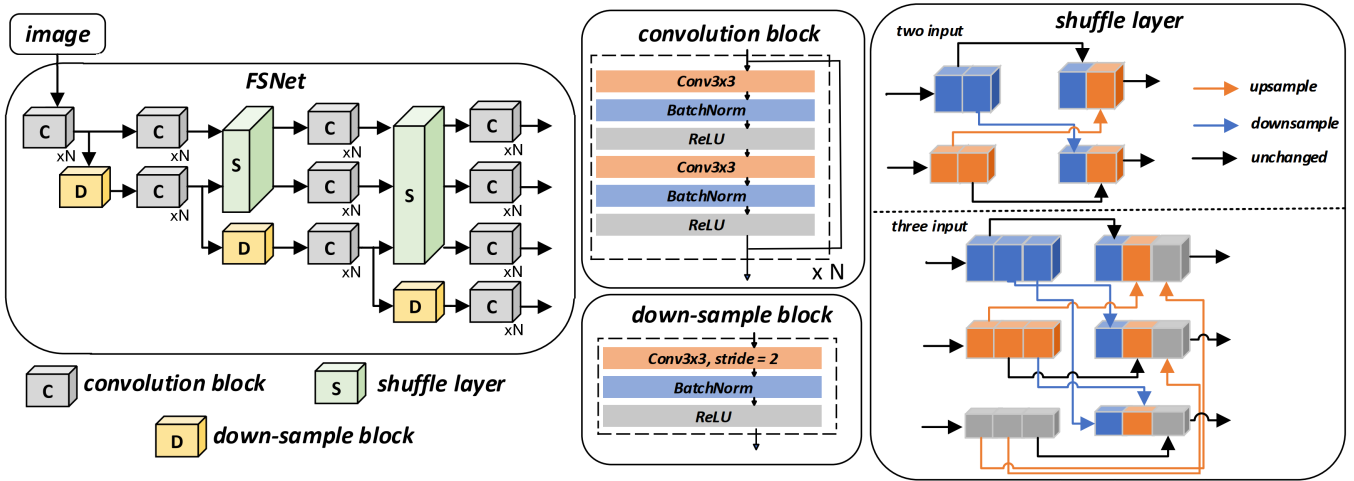 image
FSNet
C
xN
C
xN
S
C
xN
S
C
xN
D
C
xN
C
xN
C
xN
D
C
xN
C
xN
D
C
xN
C convolution block
S shuffle layer
D down-sample block
convolution block
Conv3x3
BatchNorm
ReLU
Conv3x3
BatchNorm
ReLU
x N
down-sample block
Conv3x3, stride = 2
BatchNorm
ReLU
shuffle layer
two input
upsample
downsample
unchanged
three input